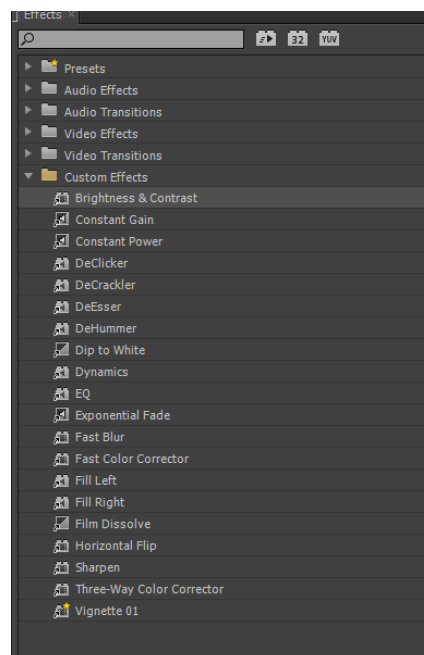 Effects ×
32 YUV
Presets
Audio Effects
Audio Transitions
Video Effects
Video Transitions
Custom Effects
Brightness & Contrast
Constant Gain
Constant Power
DeClicker
DeCrackler
DeEsser
DeHummer
Dip to White
Dynamics
EQ
Exponential Fade
Fast Blur
Fast Color Corrector
Fill Left
Fill Right
Film Dissolve
Horizontal Flip
Sharpen
Three-Way Color Corrector
Vignette 01